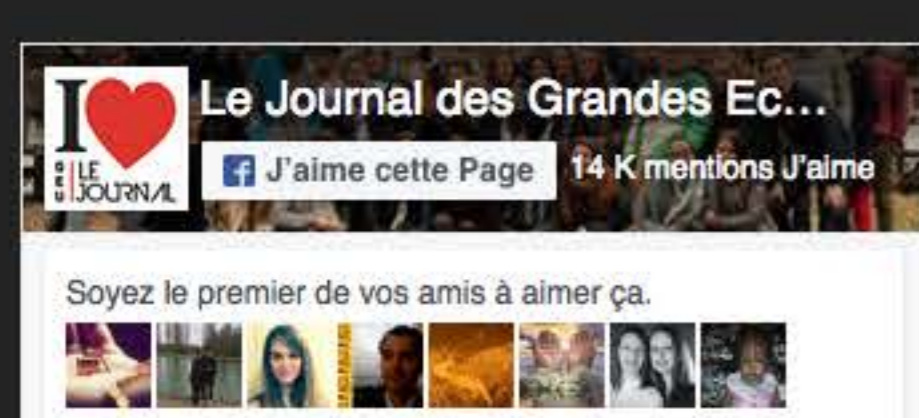 Le Journal des Grandes Ec...
I
GEU LE
JOURNAL
J'aime cette Page
14 K mentions J'aime
Soyez le premier de vos amis à aimer ça.